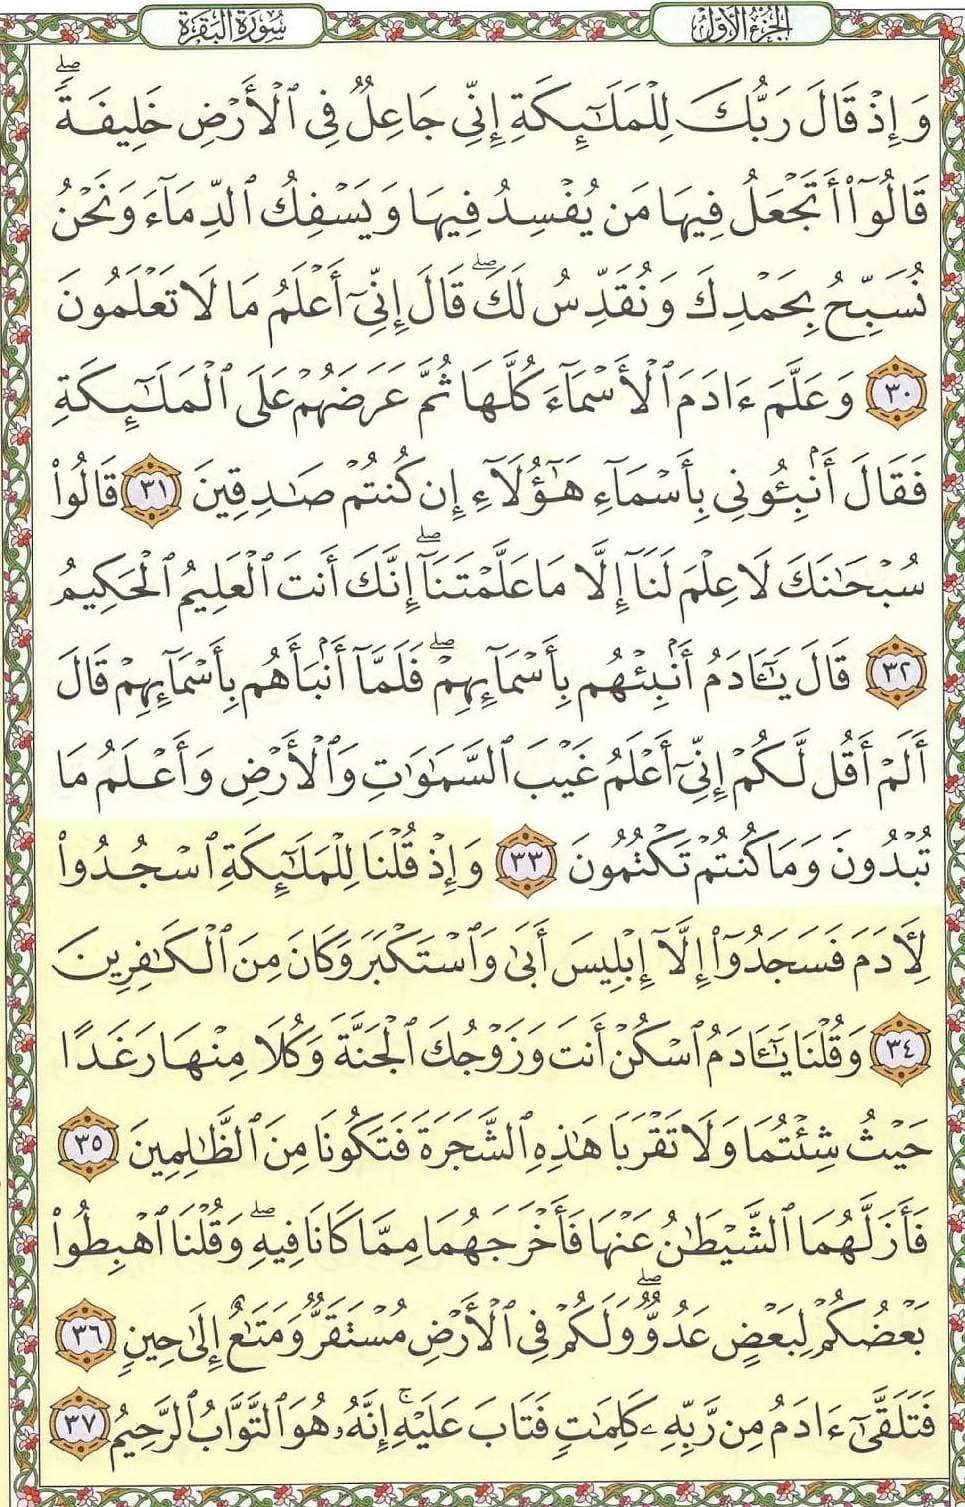 الجزء الأول
سورة البقرة
وَإِذْ قَالَ رَبُّكَ لِلْمَلَٰٓئِكَةِ إِنِّي جَاعِلٌ فِي ٱلْأَرْضِ خَلِيفَةًۖ
قَالُوٓا۟ أَتَجْعَلُ فِيهَا مَن يُفْسِدُ فِيهَا وَيَسْفِكُ ٱلدِّمَآءَ وَنَحْنُ
نُسَبِّحُ بِحَمْدِكَ وَنُقَدِّسُ لَكَۖ قَالَ إِنِّيٓ أَعْلَمُ مَا لَا تَعْلَمُونَ
٣٠ وَعَلَّمَ ءَادَمَ ٱلْأَسْمَآءَ كُلَّهَا ثُمَّ عَرَضَهُمْ عَلَى ٱلْمَلَٰٓئِكَةِ
فَقَالَ أَنۢبِـُٔونِي بِأَسْمَآءِ هَٰٓؤُلَآءِ إِن كُنتُمْ صَٰدِقِينَ ٣١ قَالُوا۟
سُبْحَٰنَكَ لَا عِلْمَ لَنَآ إِلَّا مَا عَلَّمْتَنَآۖ إِنَّكَ أَنتَ ٱلْعَلِيمُ ٱلْحَكِيمُ
٣٢ قَالَ يَٰٓـَٔادَمُ أَنۢبِئْهُم بِأَسْمَآئِهِمْۖ فَلَمَّآ أَنۢبَأَهُم بِأَسْمَآئِهِمْ قَالَ
أَلَمْ أَقُل لَّكُمْ إِنِّيٓ أَعْلَمُ غَيْبَ ٱلسَّمَٰوَٰتِ وَٱلْأَرْضِ وَأَعْلَمُ مَا
تُبْدُونَ وَمَا كُنتُمْ تَكْتُمُونَ ٣٣ وَإِذْ قُلْنَا لِلْمَلَٰٓئِكَةِ ٱسْجُدُوا۟
لِـَٔادَمَ فَسَجَدُوٓا۟ إِلَّآ إِبْلِيسَ أَبَىٰ وَٱسْتَكْبَرَ وَكَانَ مِنَ ٱلْكَٰفِرِينَ
٣٤ وَقُلْنَا يَٰٓـَٔادَمُ ٱسْكُنْ أَنتَ وَزَوْجُكَ ٱلْجَنَّةَ وَكُلَا مِنْهَا رَغَدًا
حَيْثُ شِئْتُمَا وَلَا تَقْرَبَا هَٰذِهِ ٱلشَّجَرَةَ فَتَكُونَا مِنَ ٱلظَّٰلِمِينَ ٣٥
فَأَزَلَّهُمَا ٱلشَّيْطَٰنُ عَنْهَا فَأَخْرَجَهُمَا مِمَّا كَانَا فِيهِۖ وَقُلْنَا ٱهْبِطُوا۟
بَعْضُكُمْ لِبَعْضٍ عَدُوٌّۖ وَلَكُمْ فِي ٱلْأَرْضِ مُسْتَقَرٌّ وَمَتَٰعٌ إِلَىٰ حِينٍ ٣٦
فَتَلَقَّىٰٓ ءَادَمُ مِن رَّبِّهِۦ كَلِمَٰتٍ فَتَابَ عَلَيْهِۚ إِنَّهُۥ هُوَ ٱلتَّوَّابُ ٱلرَّحِيمُ ٣٧